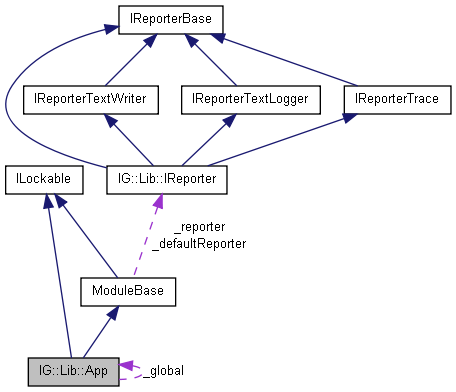 IReporterBase
IReporterTextWriter
IReporterTextLogger
IReporterTrace
ILockable
IG::Lib::IReporter
_reporter
_defaultReporter
ModuleBase
IG::Lib::App
_global